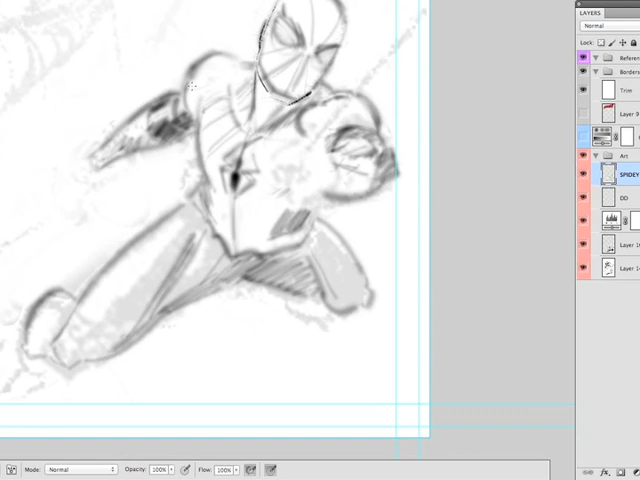 LAYERS
Normal
Lock:
Referen
Borders
Trim
Layer 9
Art
SPIDEY
DD
Layer 1
Layer 1
Mode: Normal Opacity: 100% Flow: 100%
fx